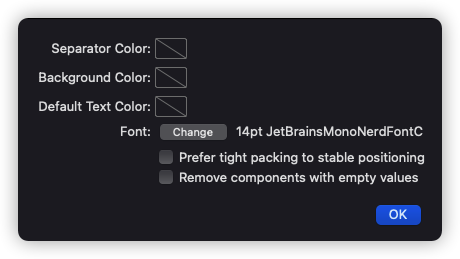 Separator Color:
Background Color:
Default Text Color:
Font: Change 14pt JetBrainsMonoNerdFontC
Prefer tight packing to stable positioning
Remove components with empty values
OK